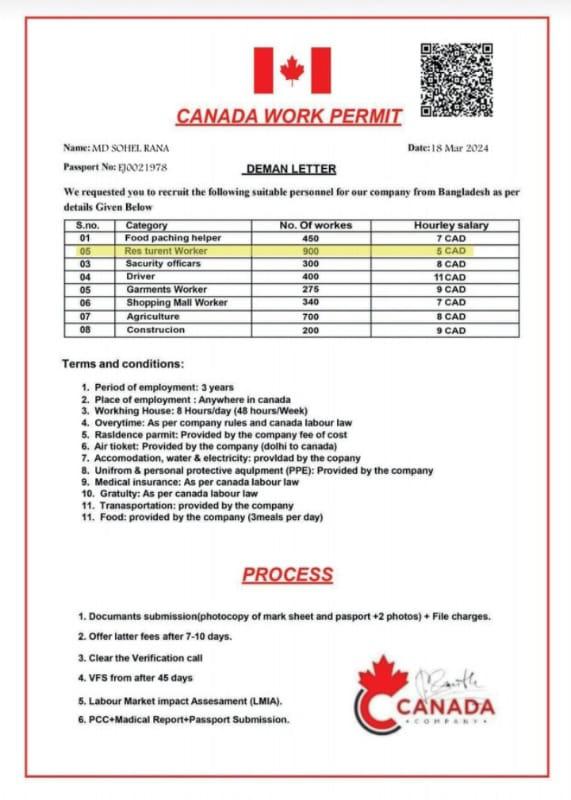 CANADA WORK PERMIT
Name: MD SOHEL RANA Date: 18 Mar 2024
Passport No: EJ0021978 DEMAN LETTER
We requested you to recruit the following suitable personnel for our company from Bangladesh as per
details Given Below
S.no. Category No. Of workes Hourley salary
01 Food paching helper 450 7 CAD
05 Res turent Worker 900 5 CAD
03 Sacurity officars 300 8 CAD
04 Driver 400 11 CAD
05 Garments Worker 275 9 CAD
06 Shopping Mall Worker 340 7 CAD
07 Agriculture 700 8 CAD
08 Construcion 200 9 CAD
Terms and conditions:
1. Period of employment: 3 years
2. Place of employment : Anywhere in canada
3. Workhing House: 8 Hours/day (48 hours/Week)
4. Overytime: As per company rules and canada labour law
5. Rasldence parmit: Provided by the company fee of cost
6. Air tioket: Provided by the company (dolhi to canada)
7. Accomodation, water & electricity: provldad by the copany
8. Unifrom & personal protective aqulpment (PPE): Provided by the company
9. Medical insurance: As par canada labour law
10. Gratulty: As per canada labour law
11. Tranasportation: provided by the company
11. Food: provided by the company (3meals per day)
PROCESS
1. Documants submission(photocopy of mark sheet and pasport +2 photos) + File charges.
2. Offer latter fees after 7-10 days.
3. Clear the Verification call
4. VFS from after 45 days
5. Labour Market impact Assesament (LMIA).
6. PCC+Madical Report+Passport Submission.
CANADA
COMPANY